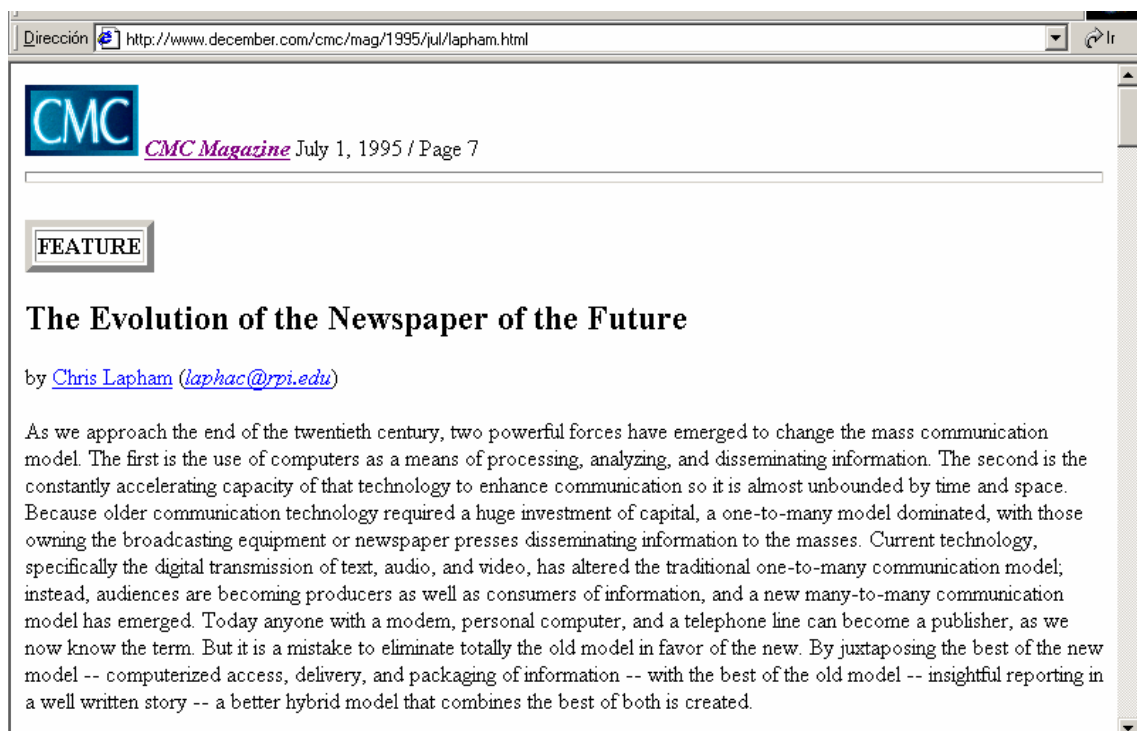 Dirección http://www.december.com/cmc/mag/1995/jul/lapham.html Ir
CMC CMC Magazine July 1, 1995 / Page 7
FEATURE
The Evolution of the Newspaper of the Future
by Chris Lapham (laphac@rpi.edu)
As we approach the end of the twentieth century, two powerful forces have emerged to change the mass communication
model. The first is the use of computers as a means of processing, analyzing, and disseminating information. The second is the
constantly accelerating capacity of that technology to enhance communication so it is almost unbounded by time and space.
Because older communication technology required a huge investment of capital, a one-to-many model dominated, with those
owning the broadcasting equipment or newspaper presses disseminating information to the masses. Current technology,
specifically the digital transmission of text, audio, and video, has altered the traditional one-to-many communication model;
instead, audiences are becoming producers as well as consumers of information, and a new many-to-many communication
model has emerged. Today anyone with a modem, personal computer, and a telephone line can become a publisher, as we
now know the term. But it is a mistake to eliminate totally the old model in favor of the new. By juxtaposing the best of the new
model -- computerized access, delivery, and packaging of information -- with the best of the old model -- insightful reporting in
a well written story -- a better hybrid model that combines the best of both is created.